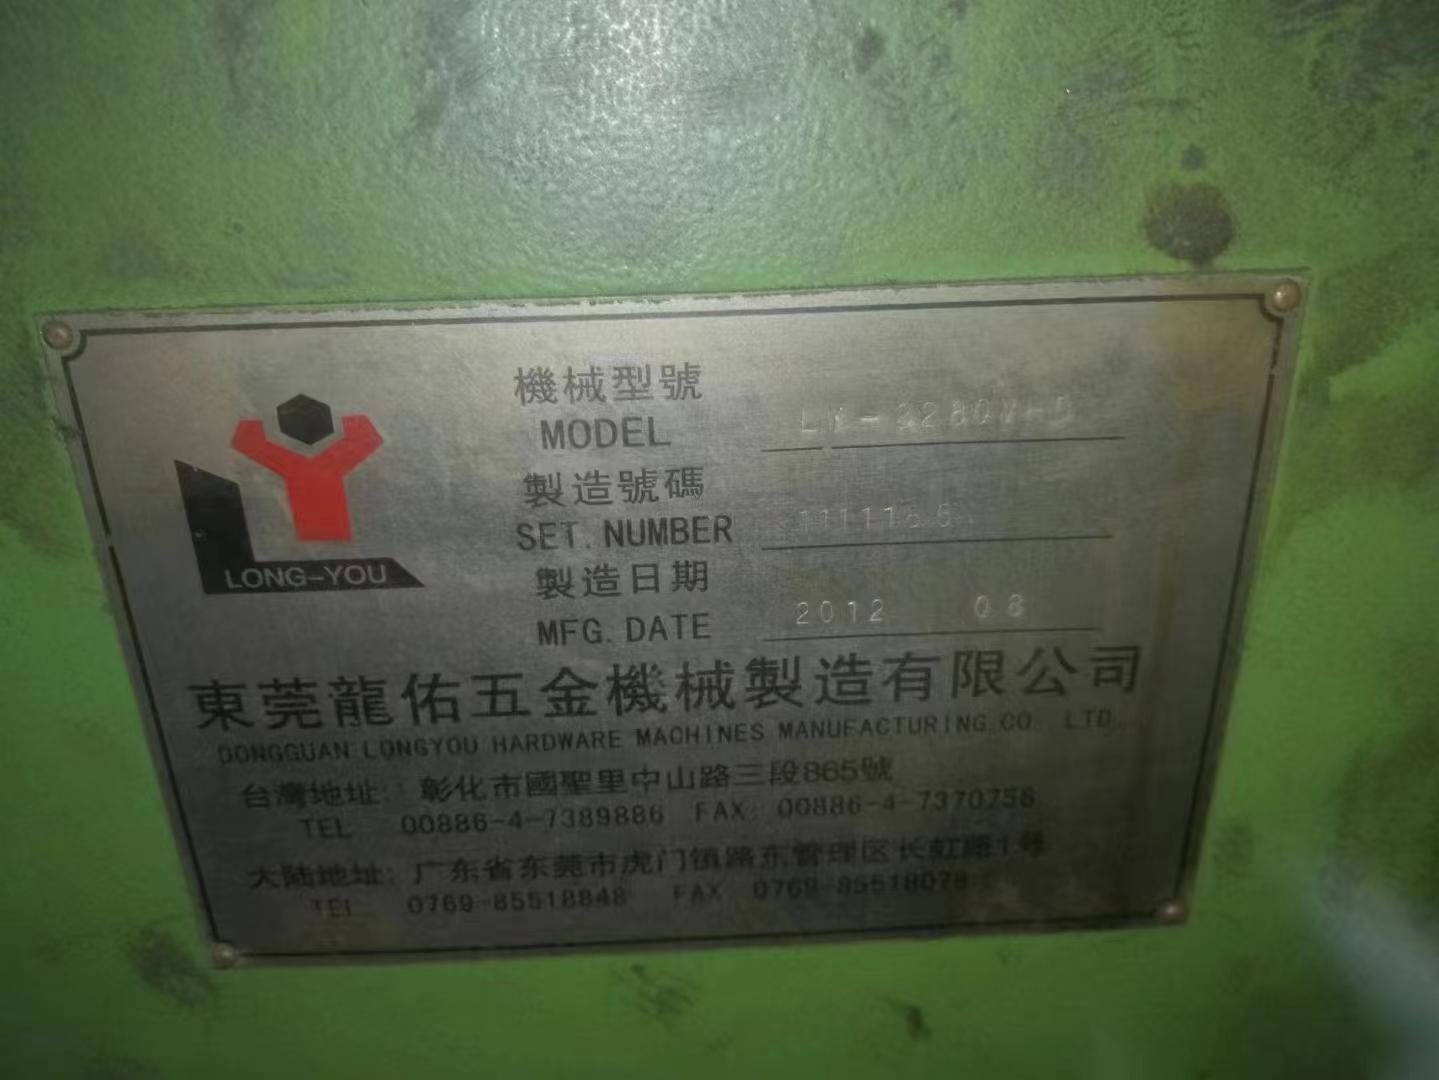 機械型號
MODEL
製造號碼
SET. NUMBER
製造日期
2012 08
MFG. DATE
LONG-YOU
東莞龍佑五金機械製造有限公司
DONGGUAN LONGYOU HARDWARE MACHINES MANUFACTURING CO. LTD.
台灣地址: 彰化市國聖里中山路三段865號
TEL 00886-4-7389886 FAX: 00886-4-7370756
大陆地址: 广东省东莞市虎门镇路东管理区长虹路1号
TEL 0769-85518848 FAX 0769-85518078